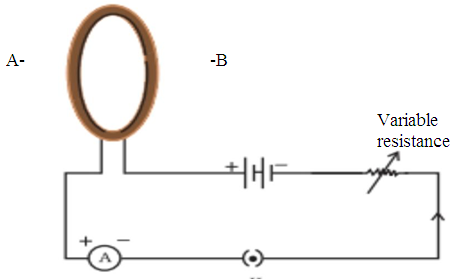 A-
-B
Variable
resistance
+
−
+
−
A